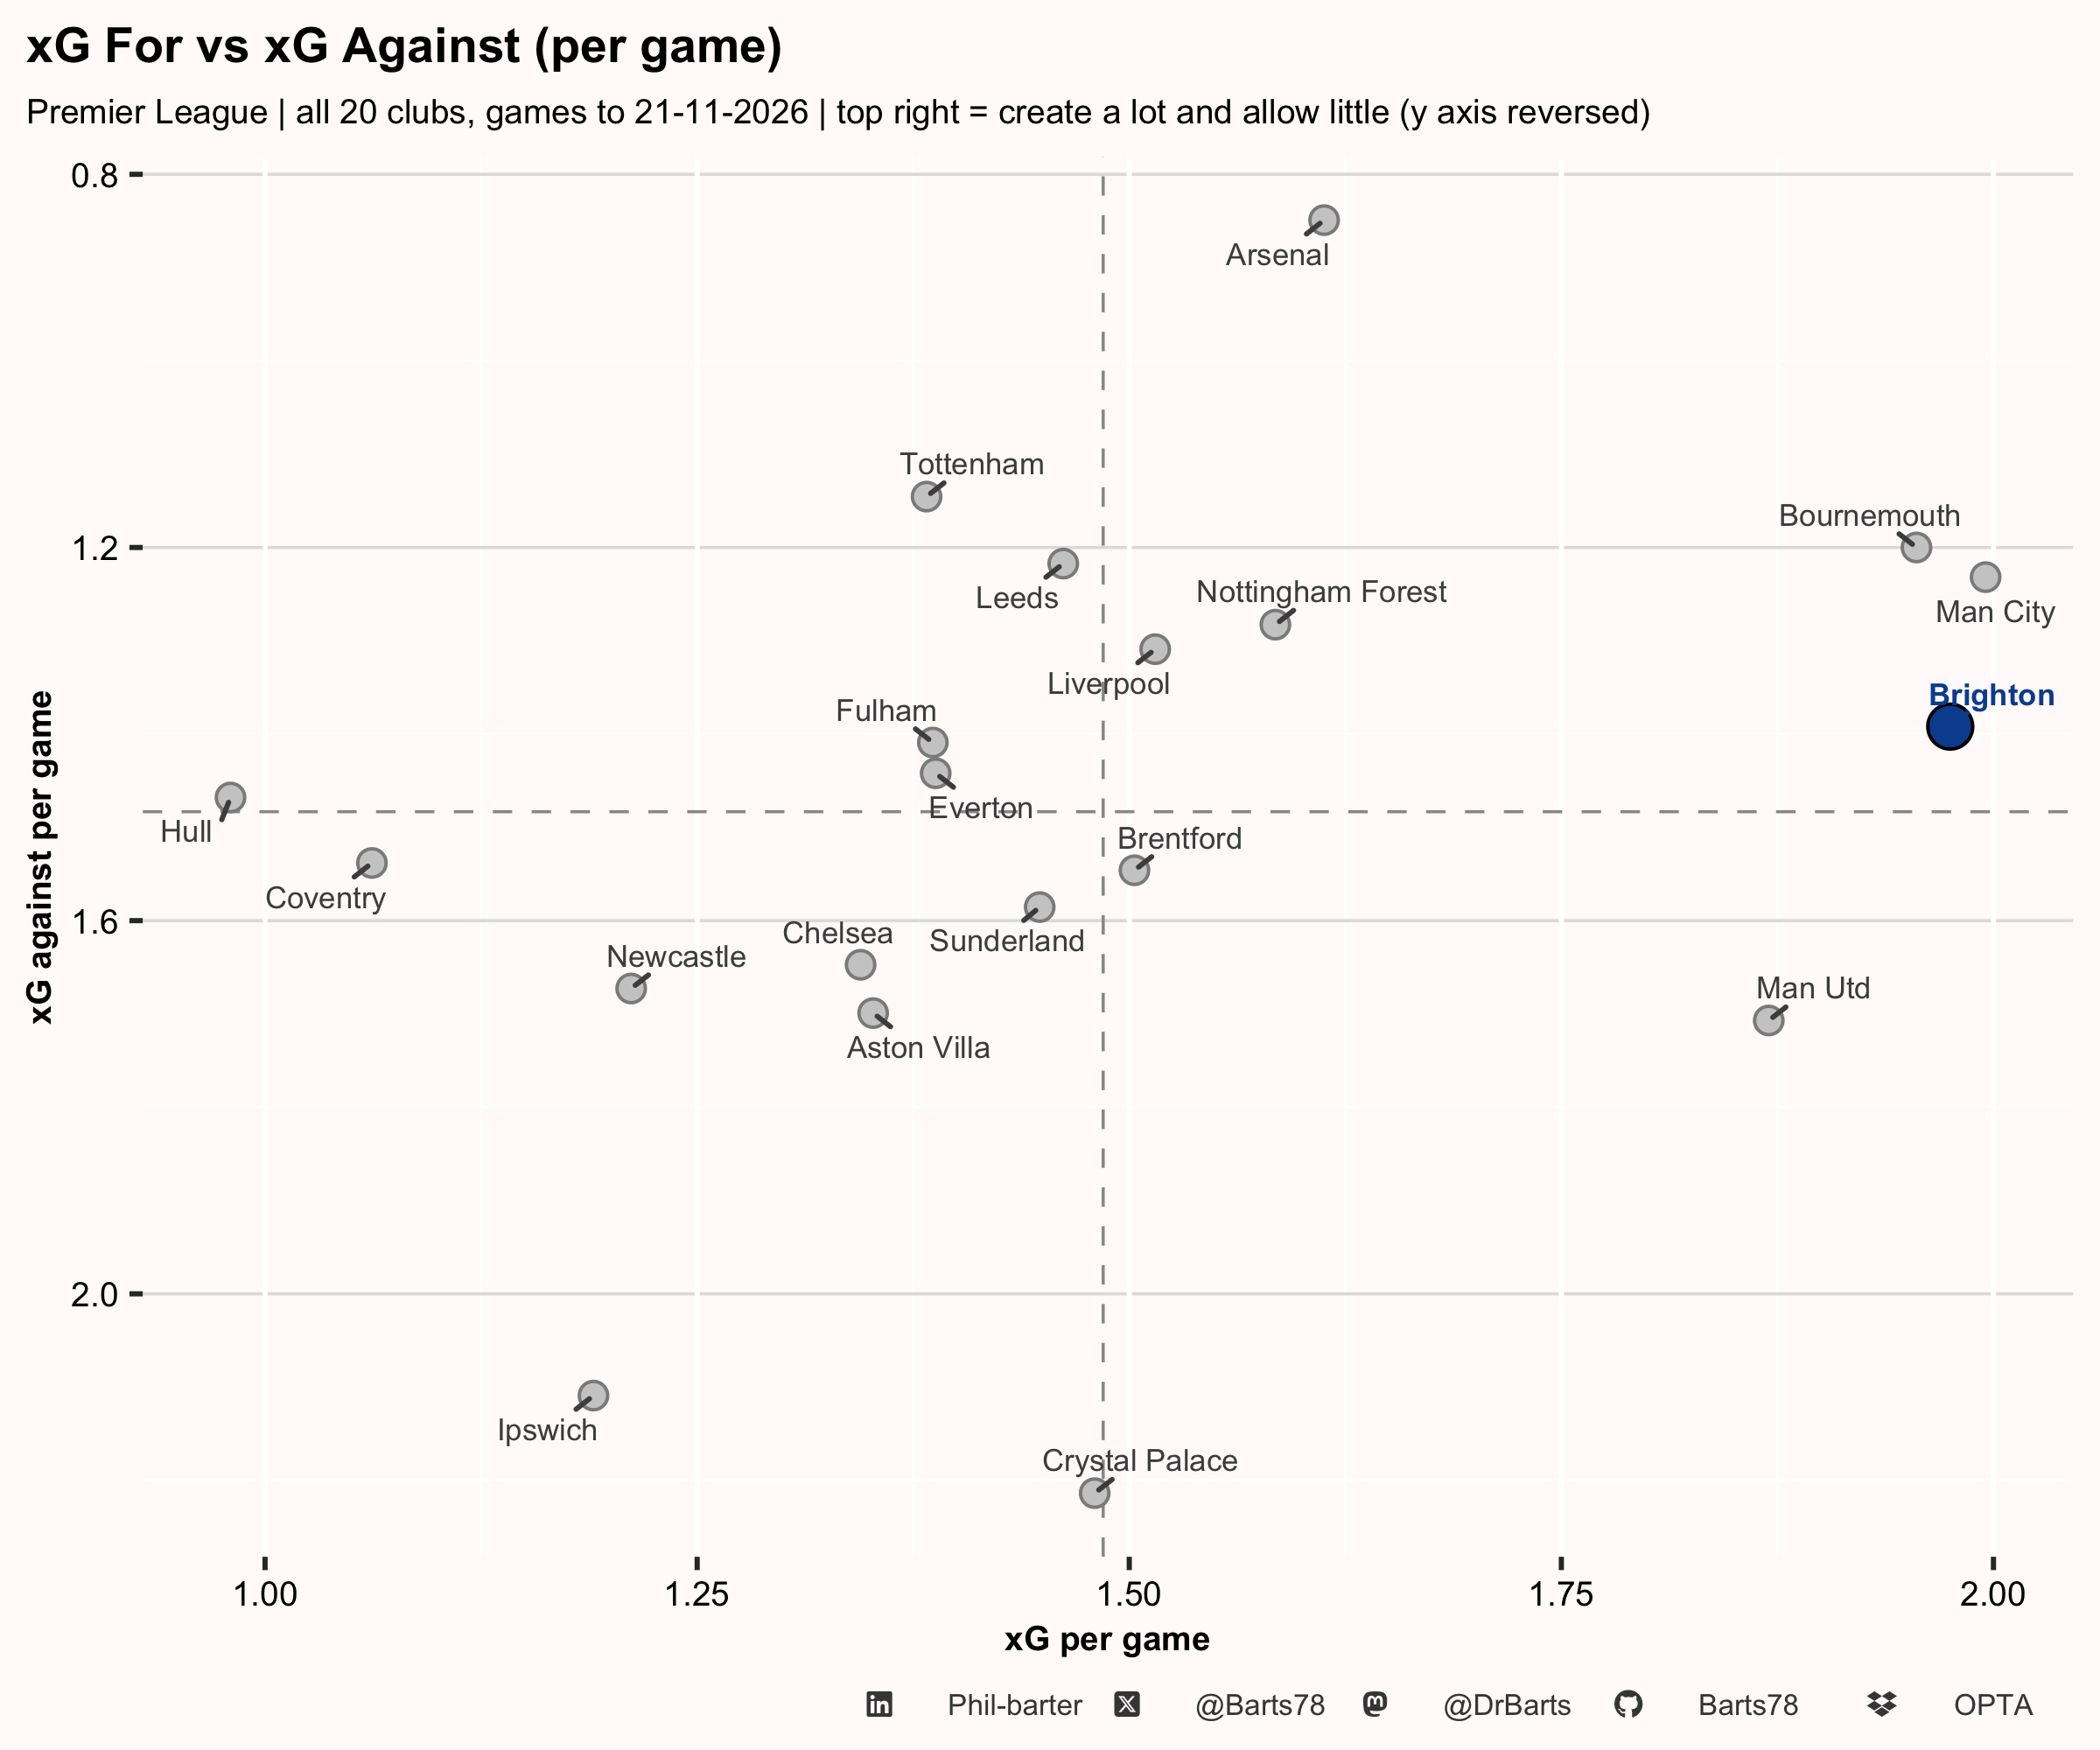 xG For vs xG Against (per game)
Premier League | all 20 clubs, games to 21-11-2026 | top right = create a lot and allow little (y axis reversed)
0.8
Arsenal
Tottenham
Bournemouth
1.2
Leeds
Nottingham Forest
Man City
Liverpool
Brighton
Fulham
xG against per game
Everton
Hull
Brentford
Coventry
1.6
Chelsea
Sunderland
Newcastle
Man Utd
Aston Villa
2.0
Ipswich
Crystal Palace
1.00 1.25 1.50 1.75 2.00
xG per game
Phil-barter @Barts78 @DrBarts Barts78 OPTA